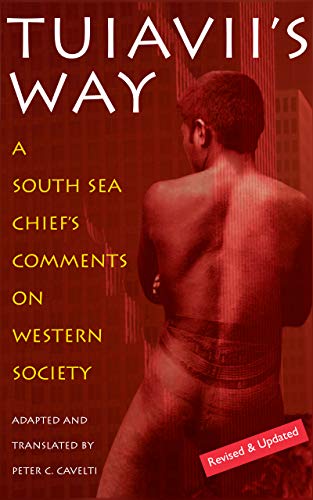 TUIAVII'S
WAY
A
SOUTH SEA
CHIEF'S
COMMENTS
ON
WESTERN
SOCIETY
ADAPTED AND
TRANSLATED BY
PETER C. CAVELTI
Revised & Updated